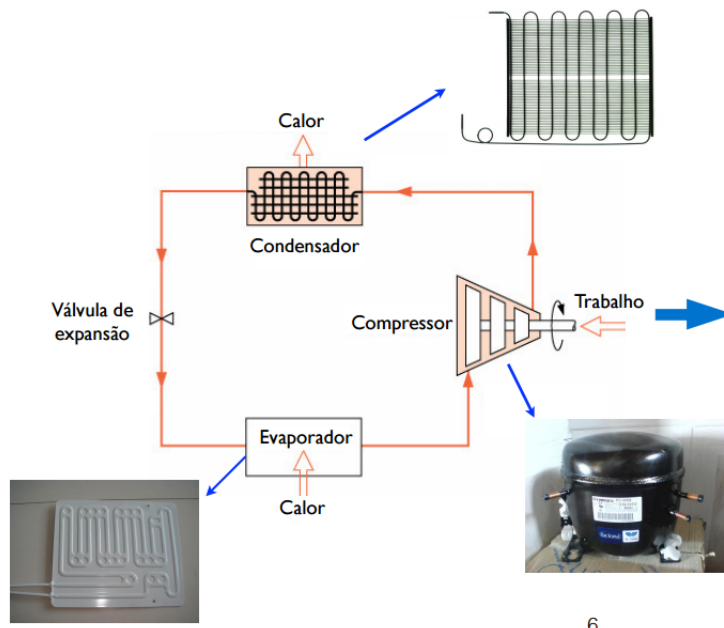 Calor
Condensador
Válvula de
expansão
Compressor
Trabalho
Evaporador
Calor
6